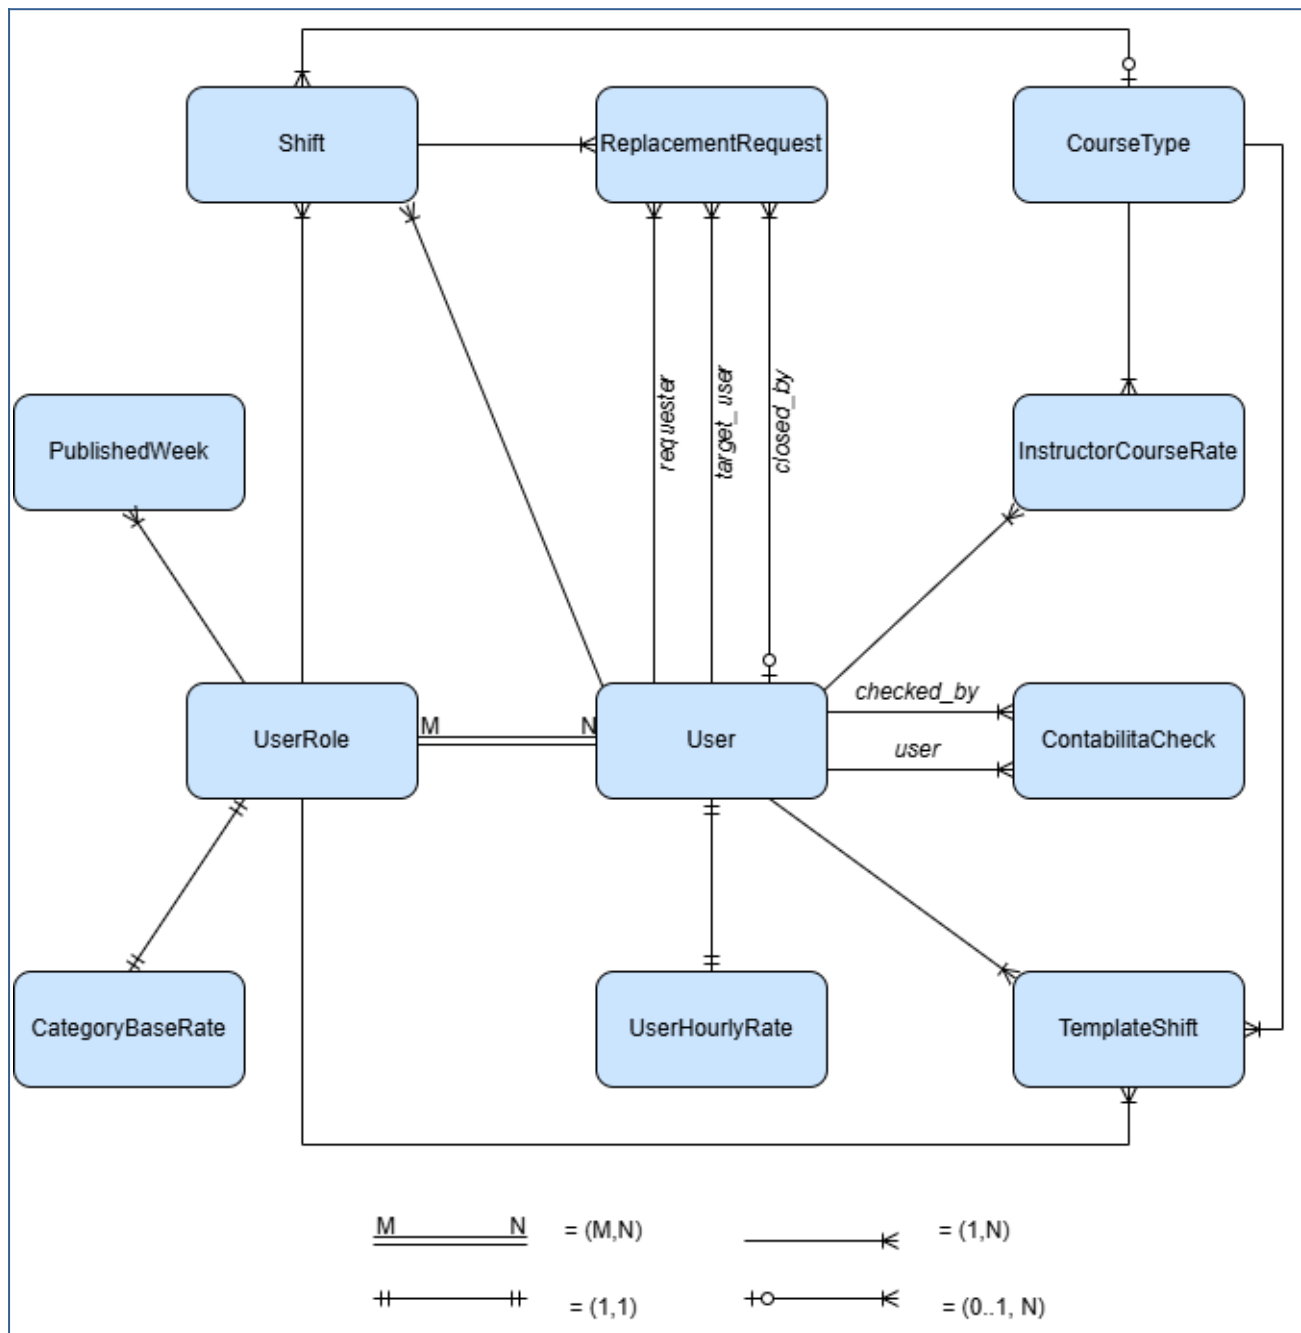 Shift
ReplacementRequest
CourseType
requester
target_user
closed_by
PublishedWeek
InstructorCourseRate
UserRole
M
N
User
checked_by
user
ContabilitaCheck
CategoryBaseRate
UserHourlyRate
TemplateShift
M
N
= (M,N)
= (1,N)
= (1,1)
= (0..1, N)